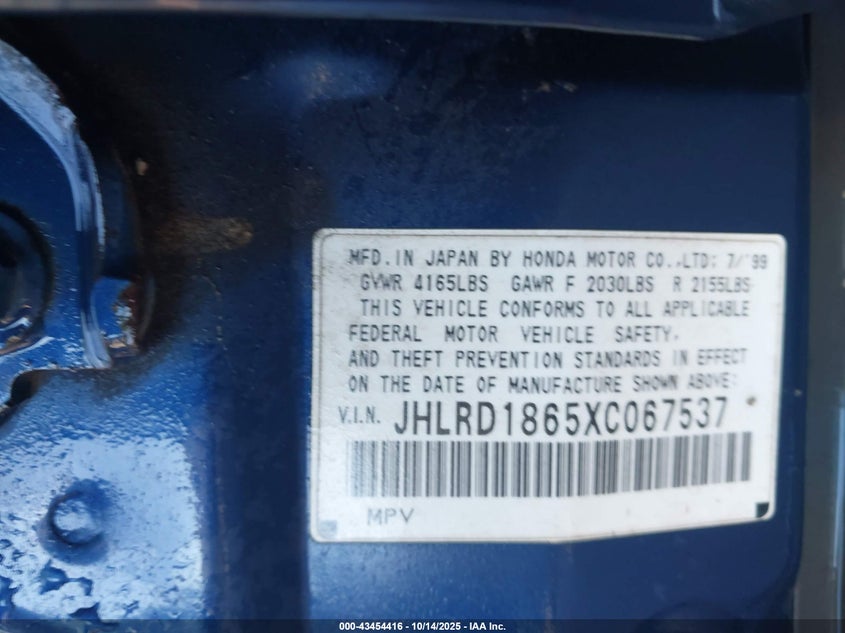 MFD.IN JAPAN BY HONDA MOTOR CO.,LTD: 7/'99
GVWR 4165LBS GAWR F 2030LBS R 2155LBS
THIS VEHICLE CONFORMS TO ALL APPLICABLE
FEDERAL MOTOR VEHICLE SAFETY,
AND THEFT PREVENTION STANDARDS IN EFFECT
ON THE DATE OF MANUFACTURE SHOWN ABOVE:
V.I.N. JHLRD1865XC067537
MPV
000-43454416 - 10/14/2025 - IAA Inc.